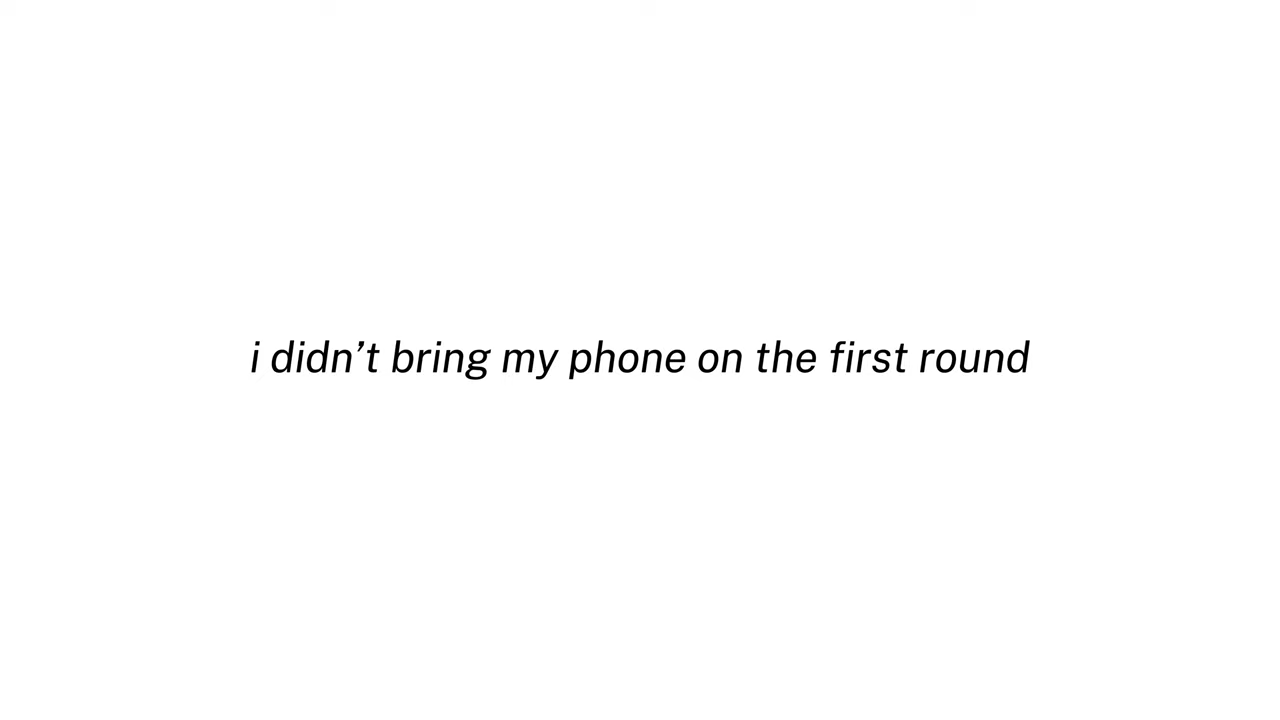 i didn’t bring my phone on the first round